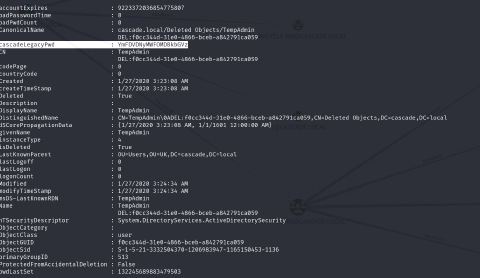 accountExpires : 9223372036854775807
badPasswordTime : 0
badPwdCount : 0
CanonicalName : cascade.local/Deleted Objects/TempAdmin
DEL:f0cc344d-31e0-4866-bceb-a842791ca059
cascadeLegacyPwd : YmFDVDNyMWFOMDBkbGVz
CN : TempAdmin
DEL:f0cc344d-31e0-4866-bceb-a842791ca059
codePage : 0
countryCode : 0
Created : 1/27/2020 3:23:08 AM
createTimeStamp : 1/27/2020 3:23:08 AM
Deleted : True
Description :
DisplayName : TempAdmin
DistinguishedName : CN=TempAdmin\0ADEL:f0cc344d-31e0-4866-bceb-a842791ca059,CN=Deleted Objects,DC=cascade,DC=local
dSCorePropagationData : {1/27/2020 3:23:08 AM, 1/1/1601 12:00:00 AM}
givenName : TempAdmin
instanceType : 4
isDeleted : True
LastKnownParent : OU=Users,OU=UK,DC=cascade,DC=local
lastLogoff : 0
lastLogon : 0
logonCount : 0
Modified : 1/27/2020 3:24:34 AM
modifyTimeStamp : 1/27/2020 3:24:34 AM
msDS-LastKnownRDN : TempAdmin
Name : TempAdmin
DEL:f0cc344d-31e0-4866-bceb-a842791ca059
nTSecurityDescriptor : System.DirectoryServices.ActiveDirectorySecurity
ObjectCategory :
ObjectClass : user
ObjectGUID : f0cc344d-31e0-4866-bceb-a842791ca059
objectSid : S-1-5-21-3332504370-1206983947-1165150453-1136
primaryGroupID : 513
ProtectedFromAccidentalDeletion : False
pwdLastSet : 132245689883479503